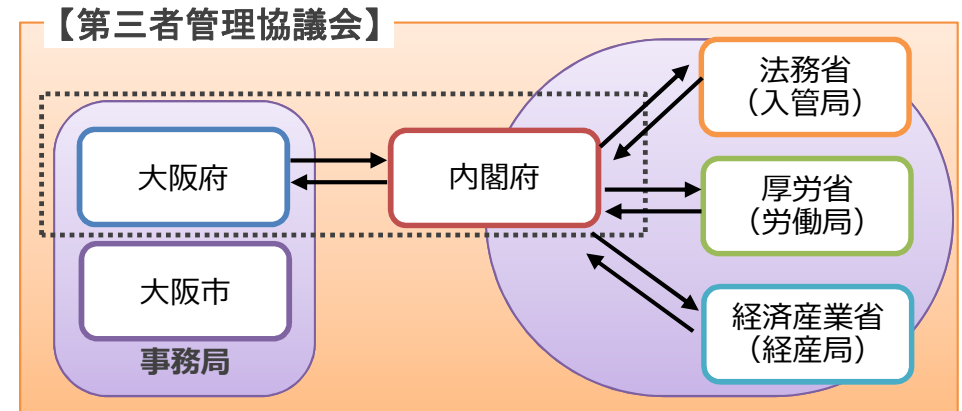 【第三者管理協議会】
大阪府
大阪市
事務局
内閣府
法務省
（入管局）
厚労省
（労働局）
経済産業省
（経産局）